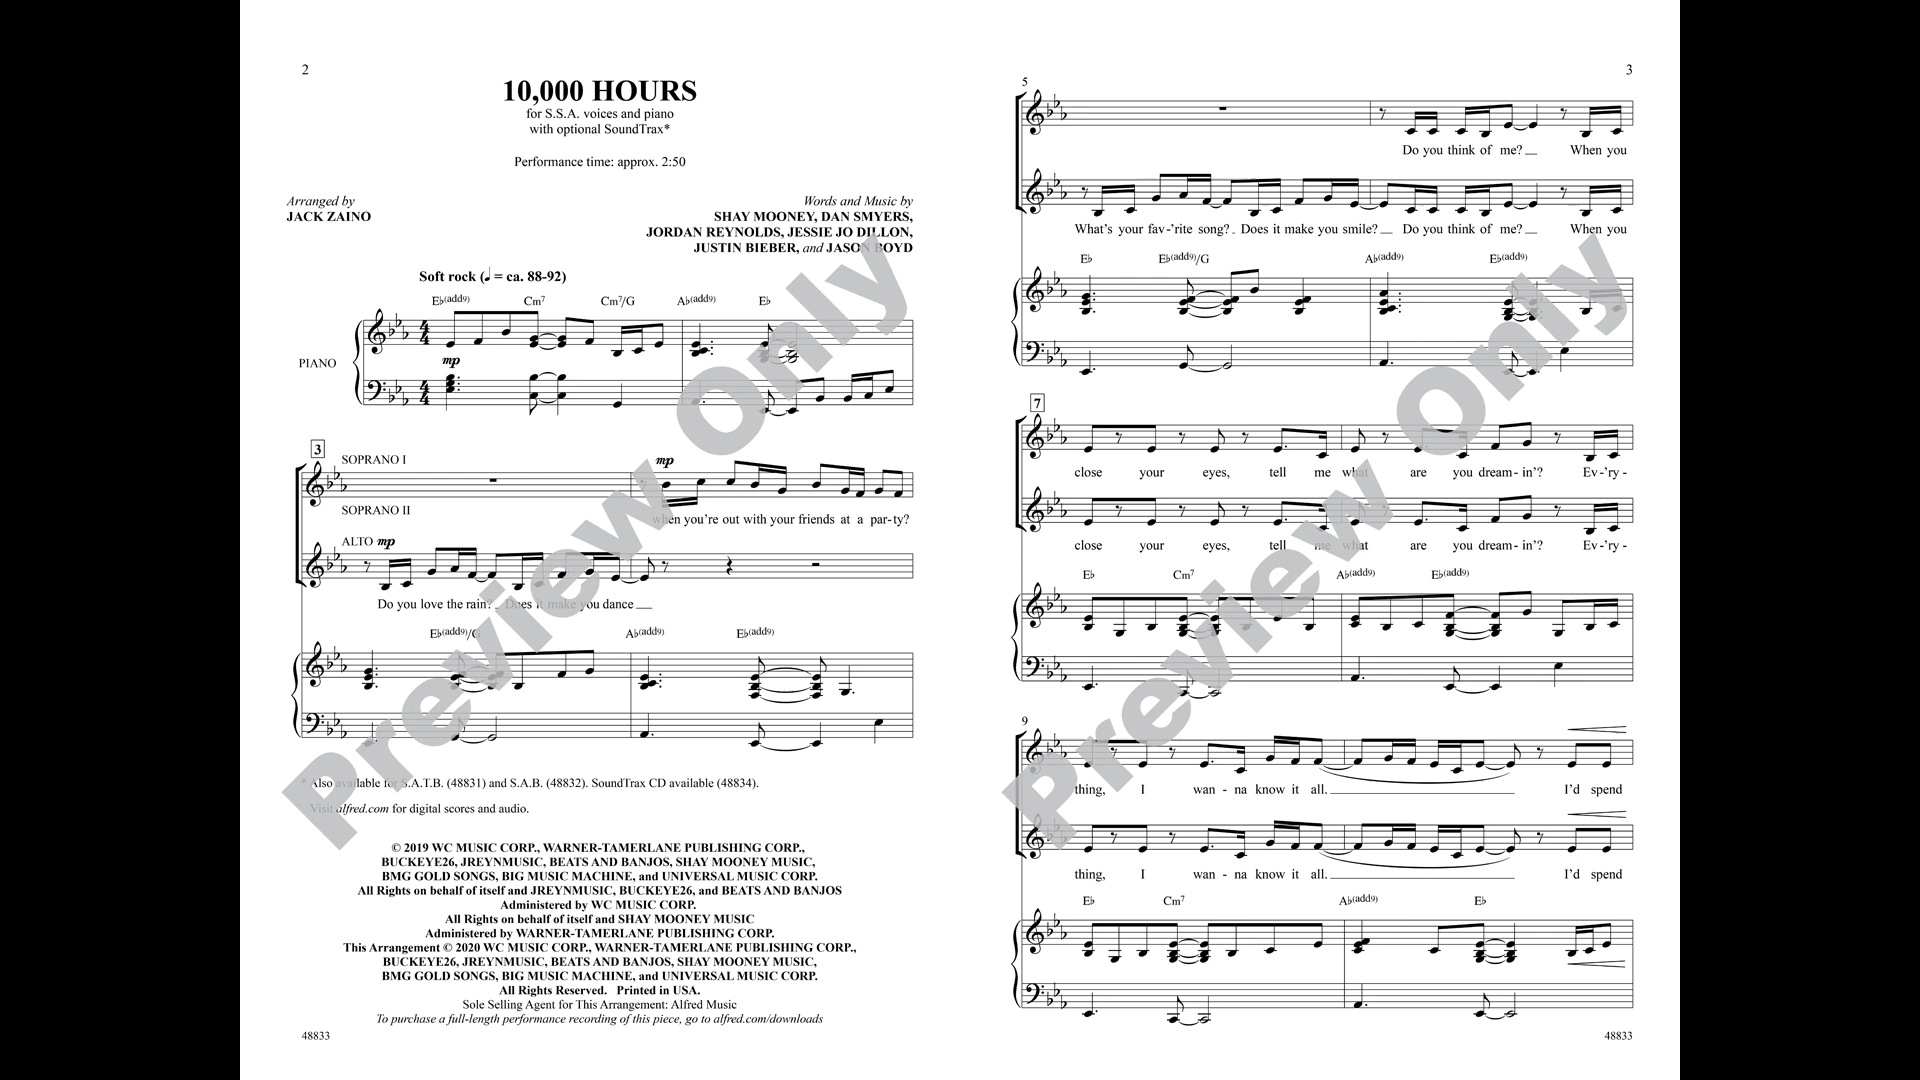 2
10,000 HOURS
for S.S.A. voices and piano
with optional SoundTrax*
Performance time: approx. 2:50
Arranged by
JACK ZAINO
Words and Music by
SHAY MOONEY, DAN SMYERS,
JORDAN REYNOLDS, JESSIE JO DILLON,
JUSTIN BIEBER, and JASON BOYD
Soft rock (♩ = ca. 88-92)
E♭(add9) Cm7 Cm7/G A♭(add9) E♭
PIANO
mp
3
SOPRANO I
mp
SOPRANO II
when you're out with your friends at a par-ty?
ALTO mp
Do you love the rain? Does it make you dance
E♭(add9)/G A♭(add9) E♭(add9)
* Also available for S.A.T.B. (48831) and S.A.B. (48832). SoundTrax CD available (48834).
Visit alfred.com for digital scores and audio.
© 2019 WC MUSIC CORP., WARNER-TAMERLANE PUBLISHING CORP.,
BUCKEYE26, JREYNMUSIC, BEATS AND BANJOS, SHAY MOONEY MUSIC,
BMG GOLD SONGS, BIG MUSIC MACHINE, and UNIVERSAL MUSIC CORP.
All Rights on behalf of itself and JREYNMUSIC, BUCKEYE26, and BEATS AND BANJOS
Administered by WC MUSIC CORP.
All Rights on behalf of itself and SHAY MOONEY MUSIC
Administered by WARNER-TAMERLANE PUBLISHING CORP.
This Arrangement © 2020 WC MUSIC CORP., WARNER-TAMERLANE PUBLISHING CORP.,
BUCKEYE26, JREYNMUSIC, BEATS AND BANJOS, SHAY MOONEY MUSIC,
BMG GOLD SONGS, BIG MUSIC MACHINE, and UNIVERSAL MUSIC CORP.
All Rights Reserved. Printed in USA.
Sole Selling Agent for This Arrangement: Alfred Music
To purchase a full-length performance recording of this piece, go to alfred.com/downloads
48833
Preview Only
3
5
Do you think of me? When you
What's your fav-'rite song? Does it make you smile? Do you think of me? When you
E♭ E♭(add9)/G A♭(add9) E♭(add9)
7
close your eyes, tell me what are you dream-in'? Ev-'ry-
close your eyes, tell me what are you dream-in'? Ev-'ry-
E♭ Cm7 A♭(add9) E♭(add9)
9
thing, I wan-na know it all. I'd spend
thing, I wan-na know it all. I'd spend
E♭ Cm7 A♭(add9) E♭
48833
Preview Only